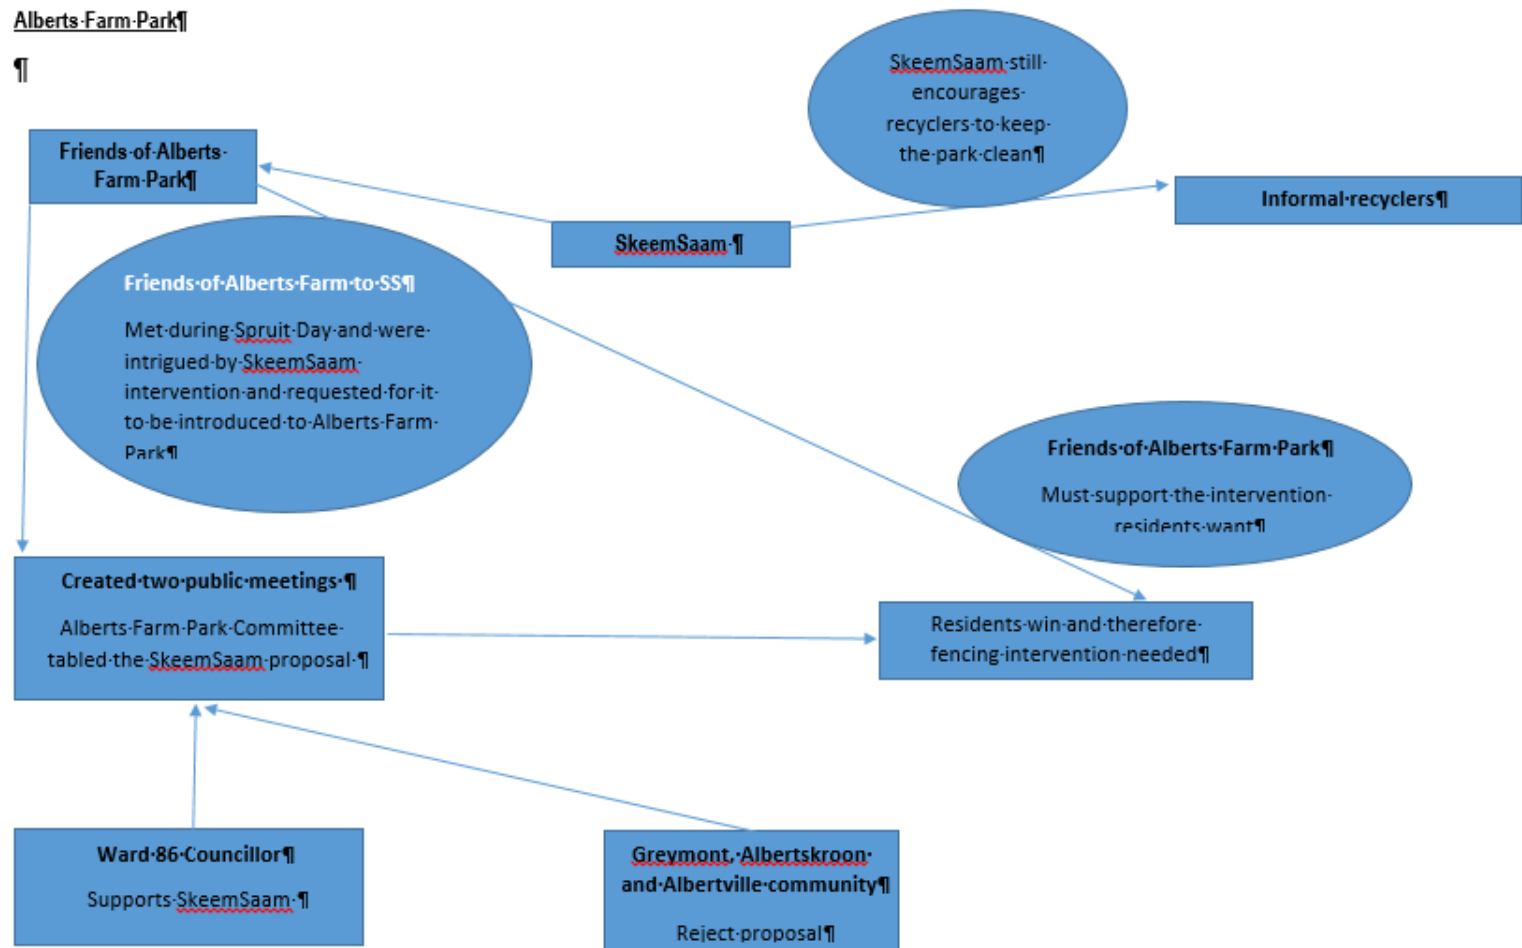 Alberts·Farm·Park¶
¶
SkeemSaam·still·
encourages·
recyclers·to·keep·
the·park·clean¶
Friends·of·Alberts·
Farm·Park¶
Informal·recyclers¶
SkeemSaam·¶
Friends·of·Alberts·Farm·to·SS¶
Met·during·Spruit·Day·and·were·
intrigued·by·SkeemSaam·
intervention·and·requested·for·it·
to·be·introduced·to·Alberts·Farm·
Park¶
Friends·of·Alberts·Farm·Park¶
Must·support·the·intervention·
residents·want¶
Created·two·public·meetings·¶
Alberts·Farm·Park·Committee·
tabled·the·SkeemSaam·proposal·¶
Residents·win·and·therefore·
fencing·intervention·needed¶
Ward·86·Councillor¶
Supports·SkeemSaam·¶
Greymont,·Albertskroon·
and·Albertville·community¶
Reject·proposal¶